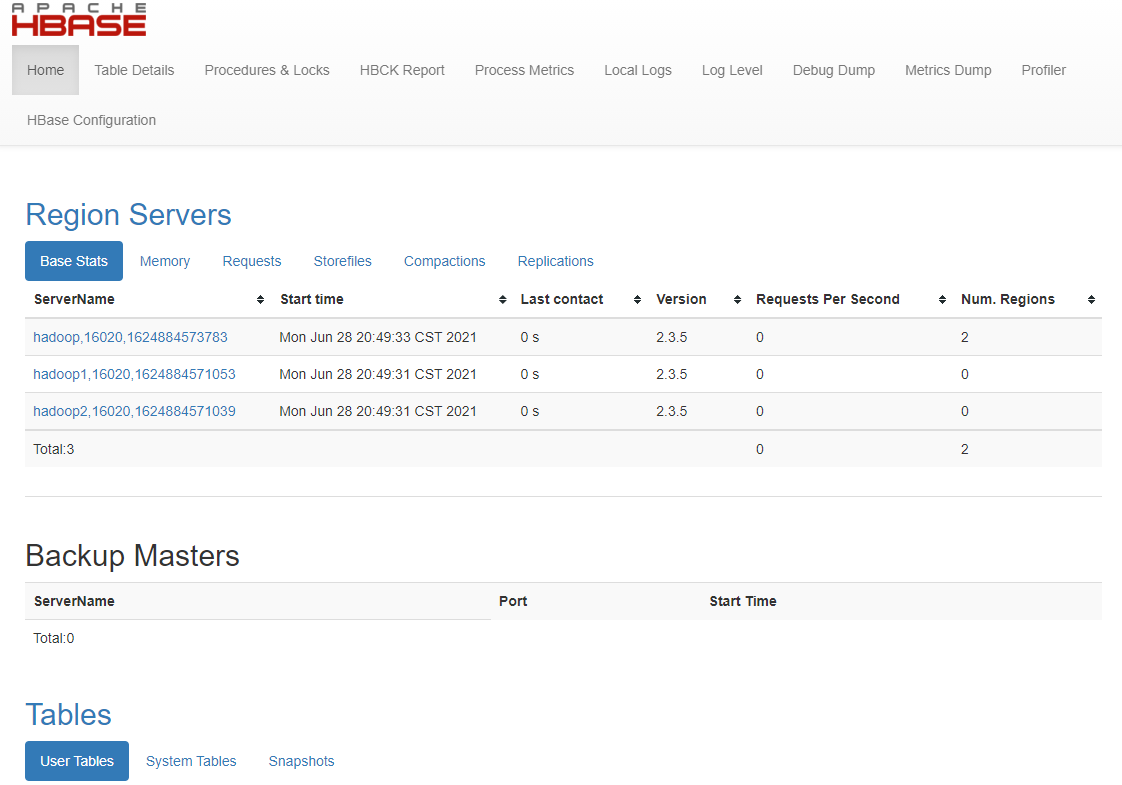 APACHE
HBASE
Home Table Details Procedures & Locks HBCK Report Process Metrics Local Logs Log Level Debug Dump Metrics Dump Profiler
HBase Configuration
Region Servers
Base Stats Memory Requests Storefiles Compactions Replications
ServerName Start time Last contact Version Requests Per Second Num. Regions
hadoop,16020,1624884573783 Mon Jun 28 20:49:33 CST 2021 0 s 2.3.5 0 2
hadoop1,16020,1624884571053 Mon Jun 28 20:49:31 CST 2021 0 s 2.3.5 0 0
hadoop2,16020,1624884571039 Mon Jun 28 20:49:31 CST 2021 0 s 2.3.5 0 0
Total:3 0 2
Backup Masters
ServerName Port Start Time
Total:0
Tables
User Tables System Tables Snapshots